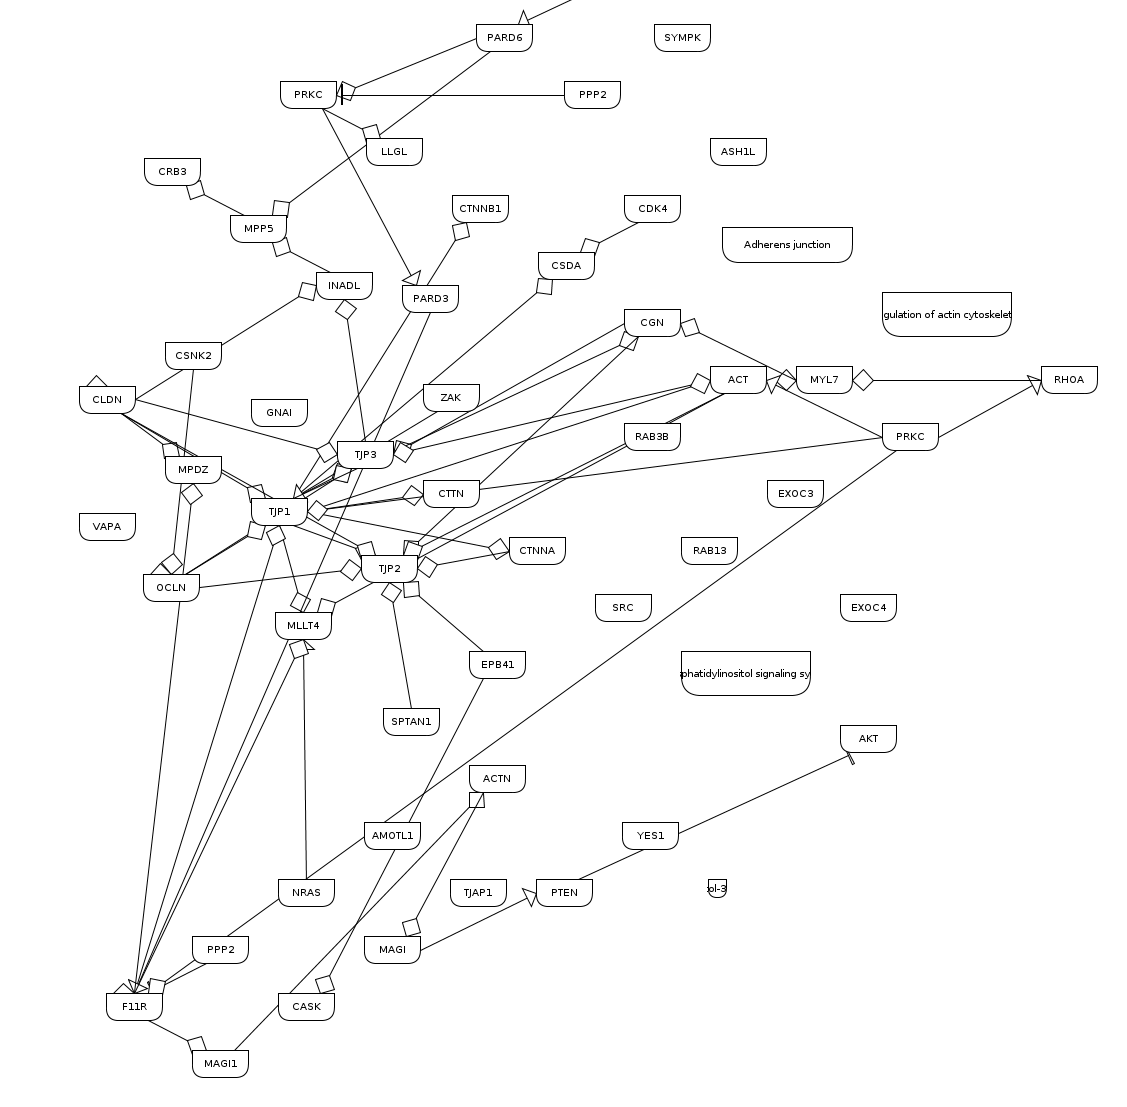 PARD6
SYMPK
PRKC
PPP2
LLGL
ASH1L
CRB3
CTNNB1
CDK4
MPP5
Adherens junction
CSDA
INADL
PARD3
gulation of actin cytoskelet
CGN
CSNK2
ACT
MYL7
RHOA
CLDN
ZAK
GNAI
RAB3B
PRKC
TJP3
MPDZ
CTTN
EXOC3
TJP1
VAPA
CTNNA
RAB13
TJP2
OCLN
SRC
EXOC4
MLLT4
EPB41
phatidylinositol signaling sy
SPTAN1
AKT
ACTN
AMOTL1
YES1
NRAS
TJAP1
PTEN
ol-3
PPP2
MAGI
F11R
CASK
MAGI1